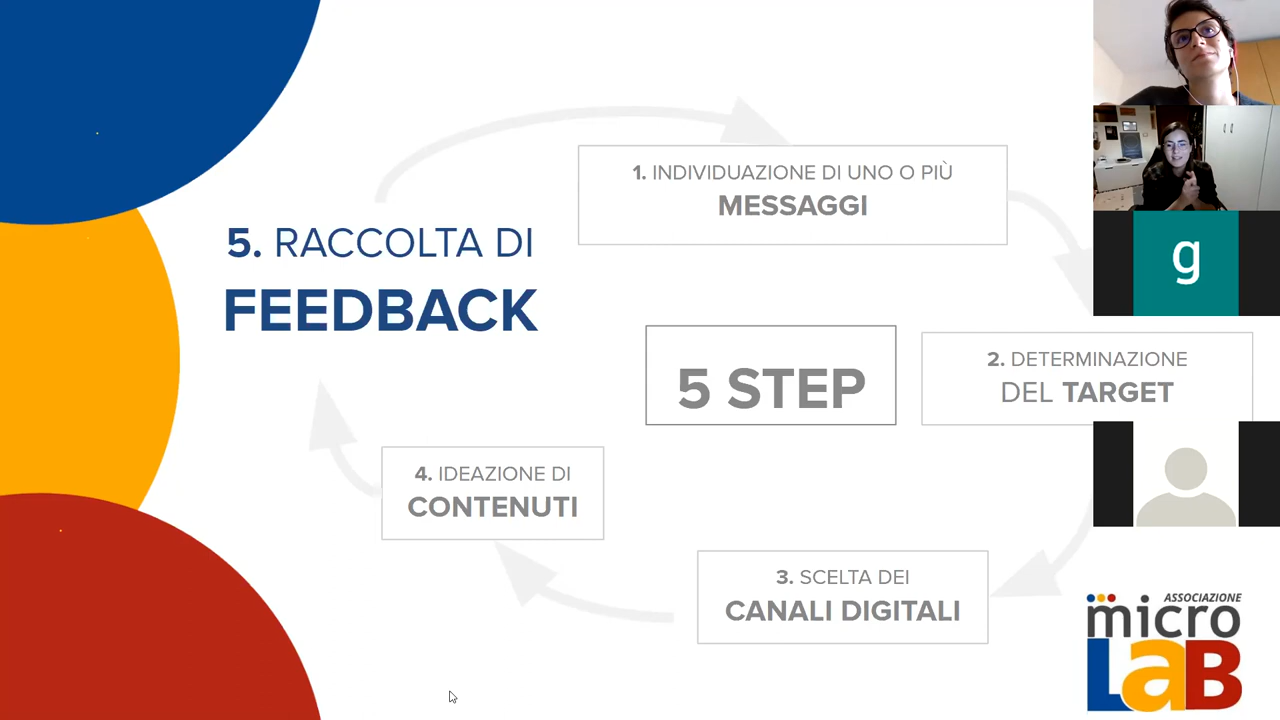 1. INDIVIDUAZIONE DI UNO O PIÙ
MESSAGGI
5. RACCOLTA DI
FEEDBACK
g
5 STEP
2. DETERMINAZIONE
DEL TARGET
4. IDEAZIONE DI
CONTENUTI
3. SCELTA DEI
CANALI DIGITALI
ASSOCIAZIONE
micro
LaB